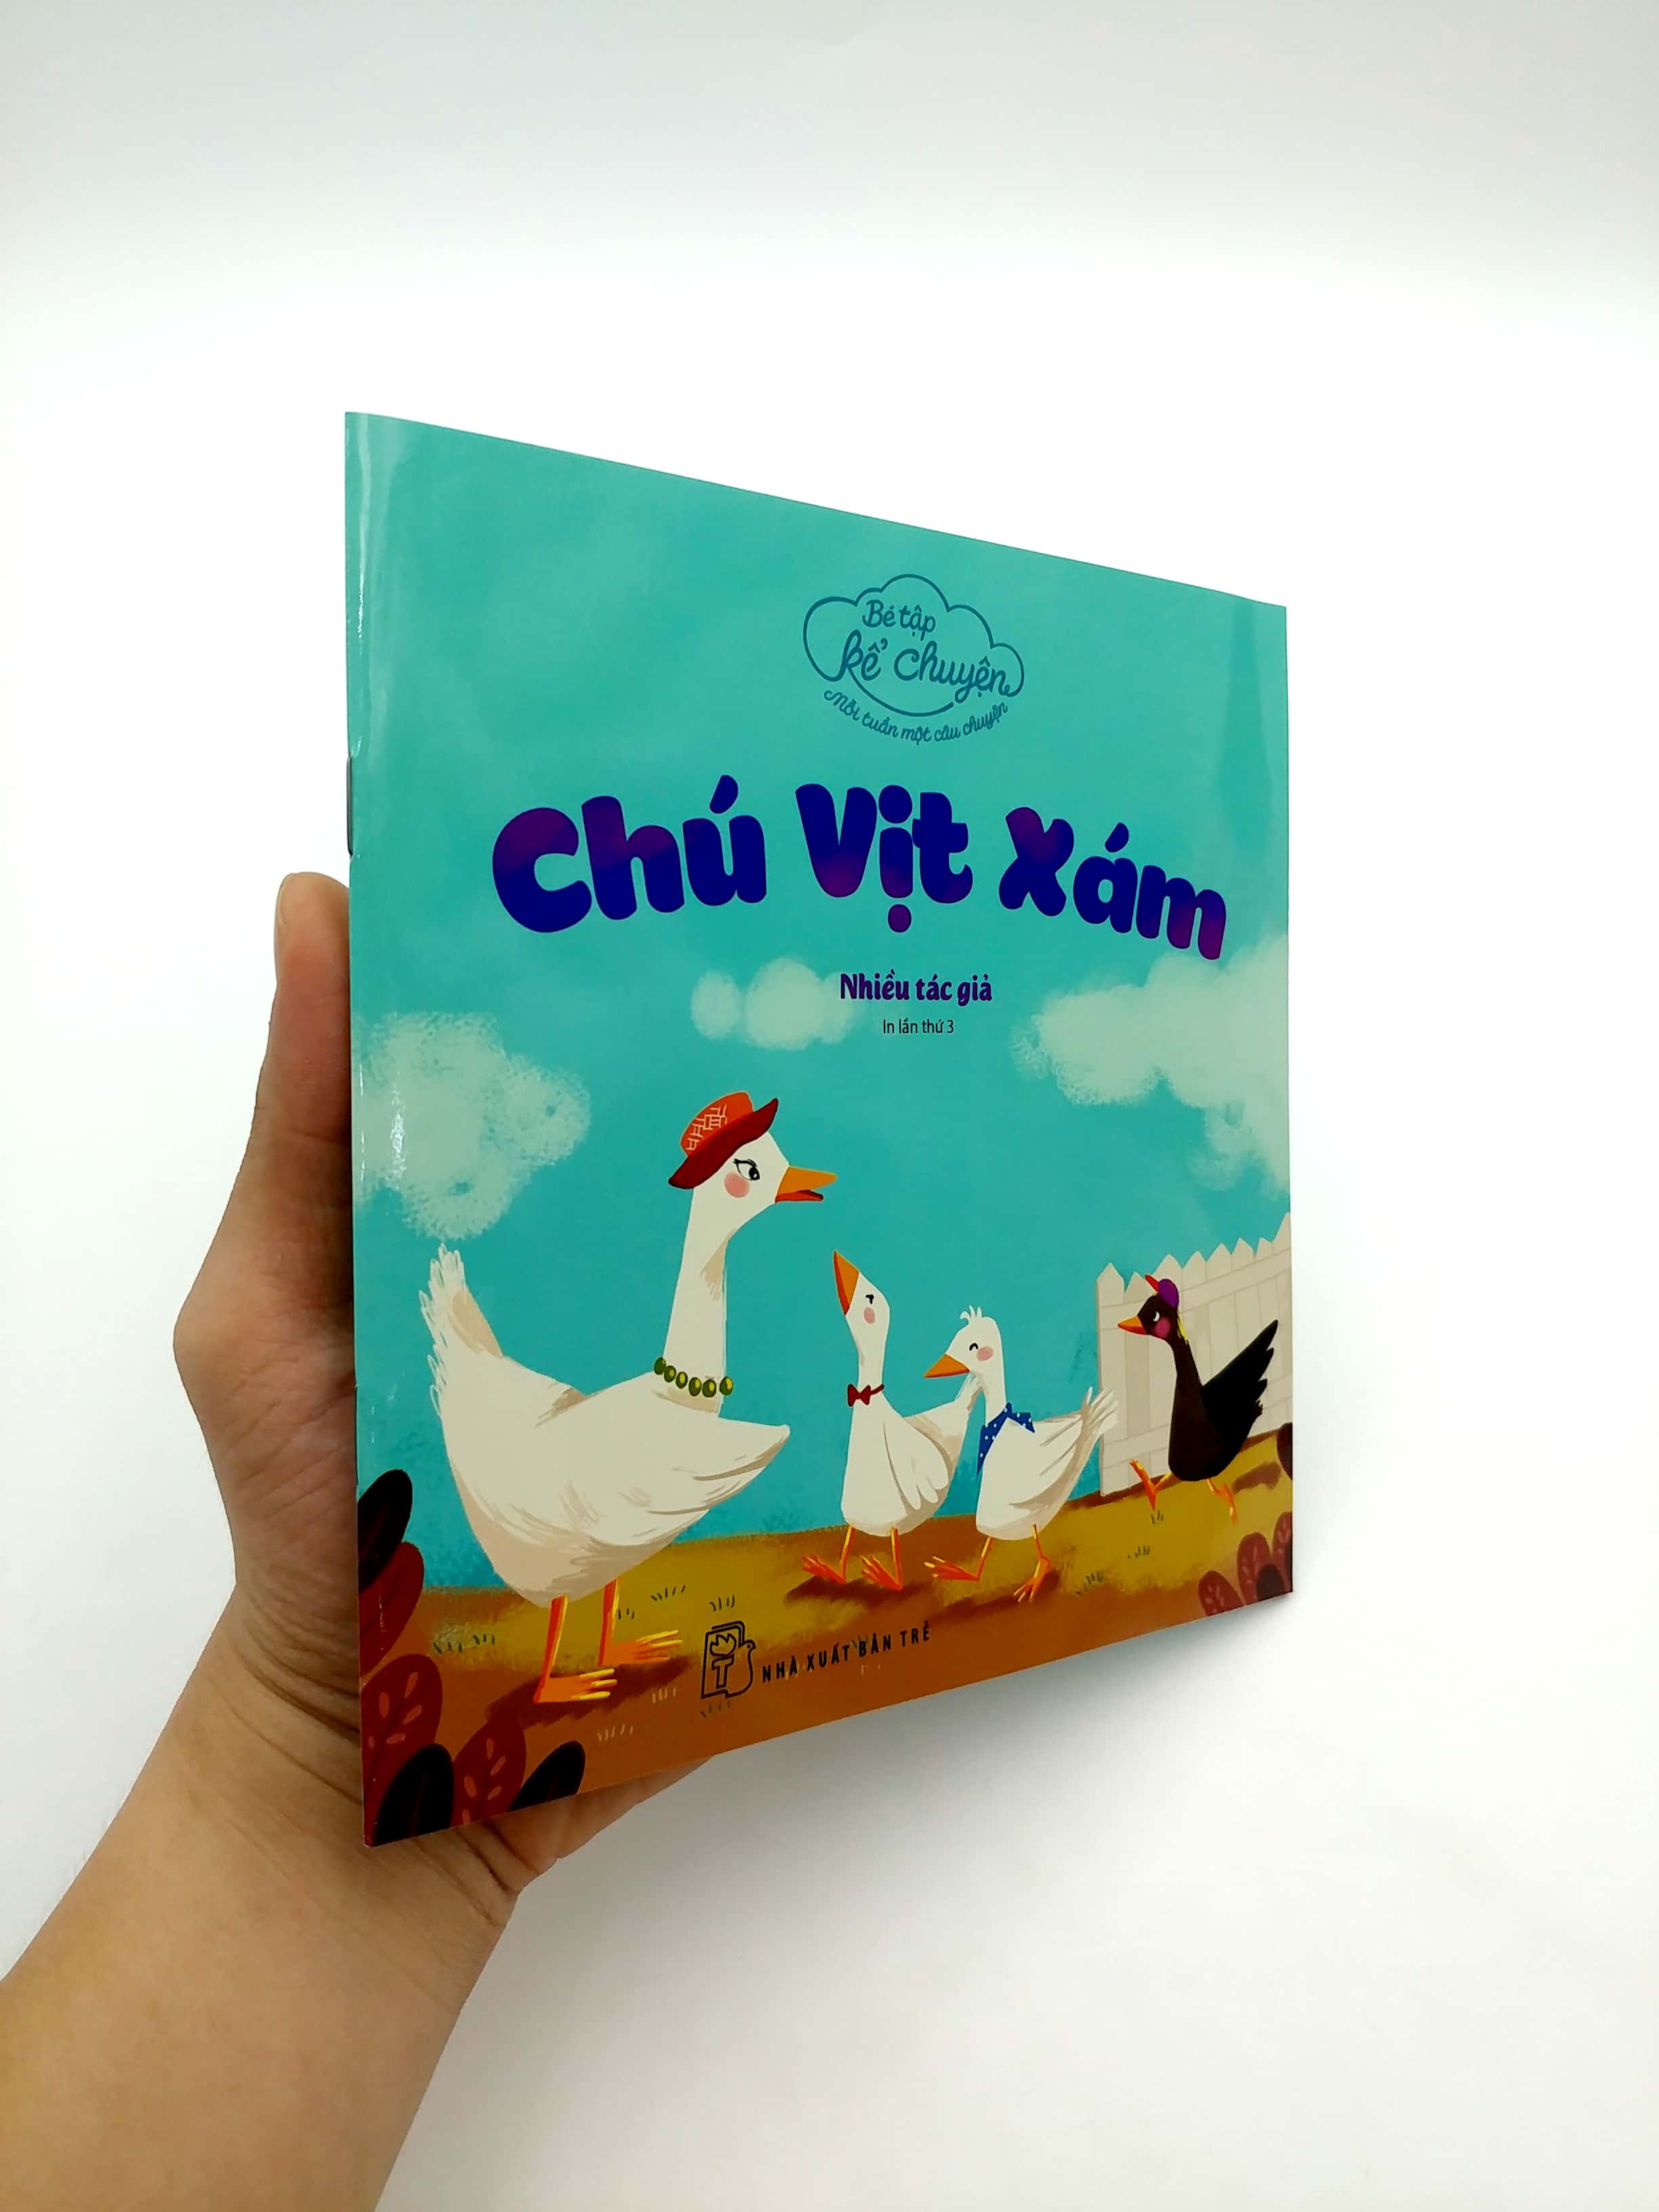 Bé tập
kể chuyện
Mỗi tuần một câu chuyện
Chú Vịt Xám
Nhiều tác giả
In lần thứ 3
NHÀ XUẤT BẢN TRẺ